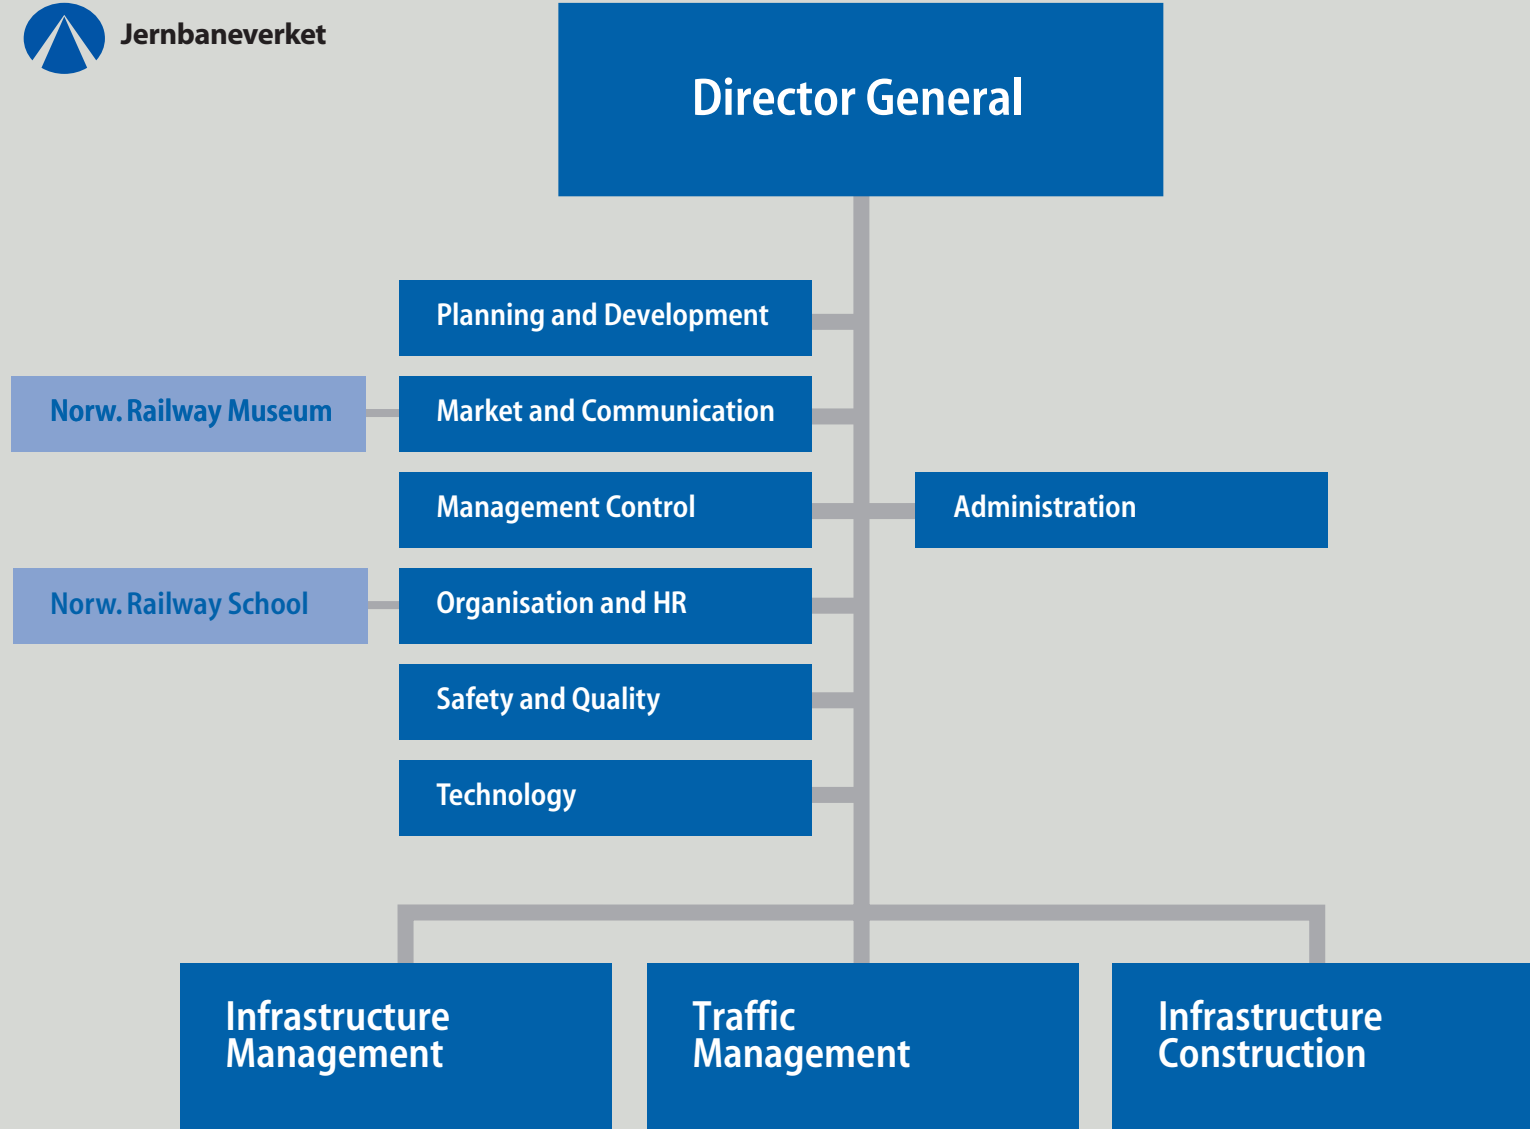 Jernbaneverket
Director General
Planning and Development
Norw. Railway Museum
Market and Communication
Management Control
Administration
Norw. Railway School
Organisation and HR
Safety and Quality
Technology
Infrastructure
Management
Traffic
Management
Infrastructure
Construction